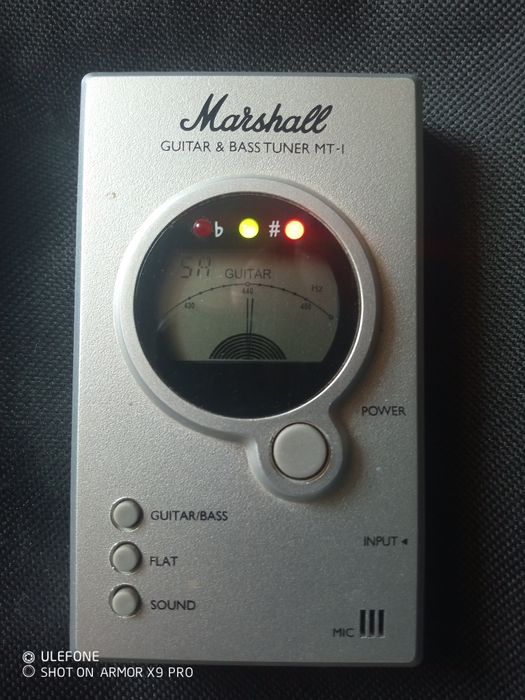 Marshall
GUITAR & BASS TUNER MT-1
b #
5A GUITAR
440 Hz
430 450
POWER
GUITAR/BASS
INPUT
FLAT
SOUND
MIC
ULEFONE
SHOT ON ARMOR X9 PRO